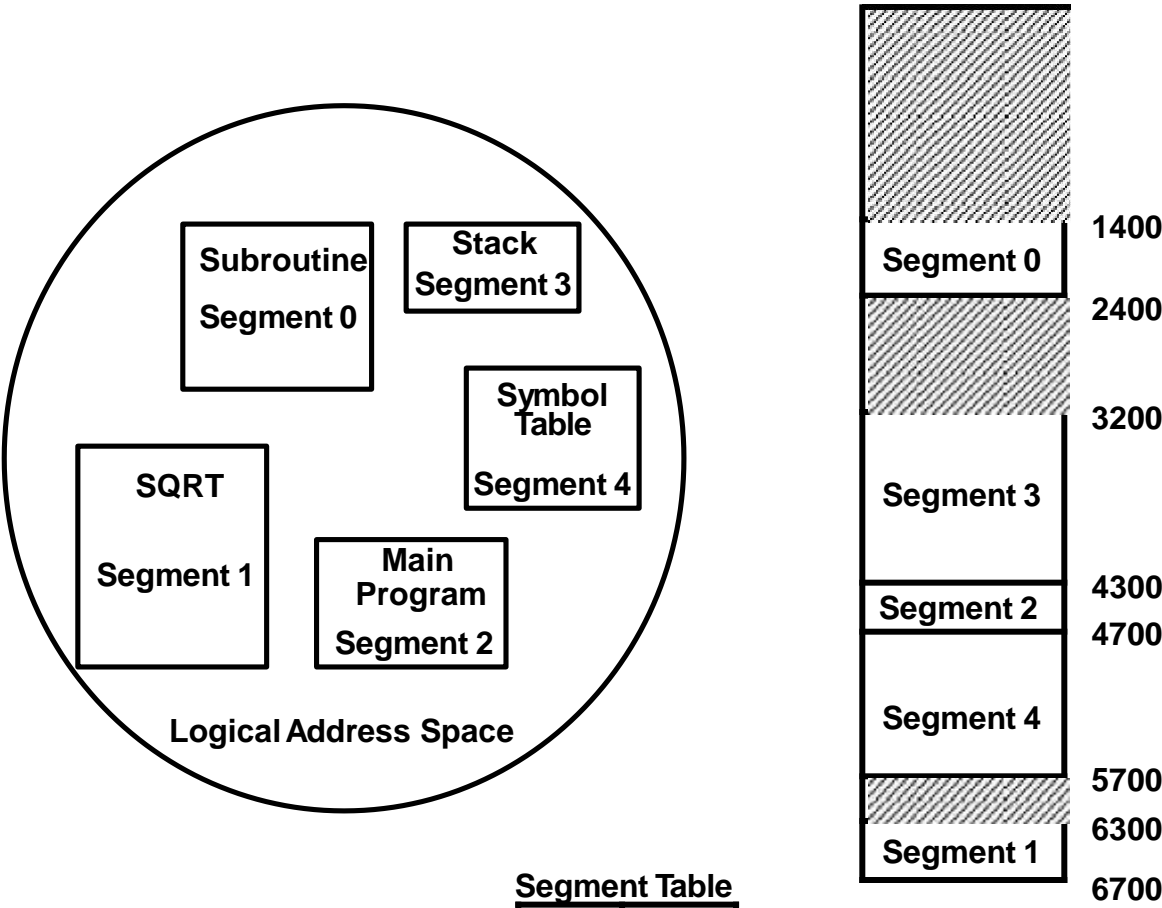 Subroutine
Segment 0
Stack
Segment 3
Symbol
Table
Segment 4
SQRT
Segment 1
Main
Program
Segment 2
Logical Address Space
Segment Table
1400
Segment 0
2400
3200
Segment 3
4300
Segment 2
4700
Segment 4
5700
6300
Segment 1
6700